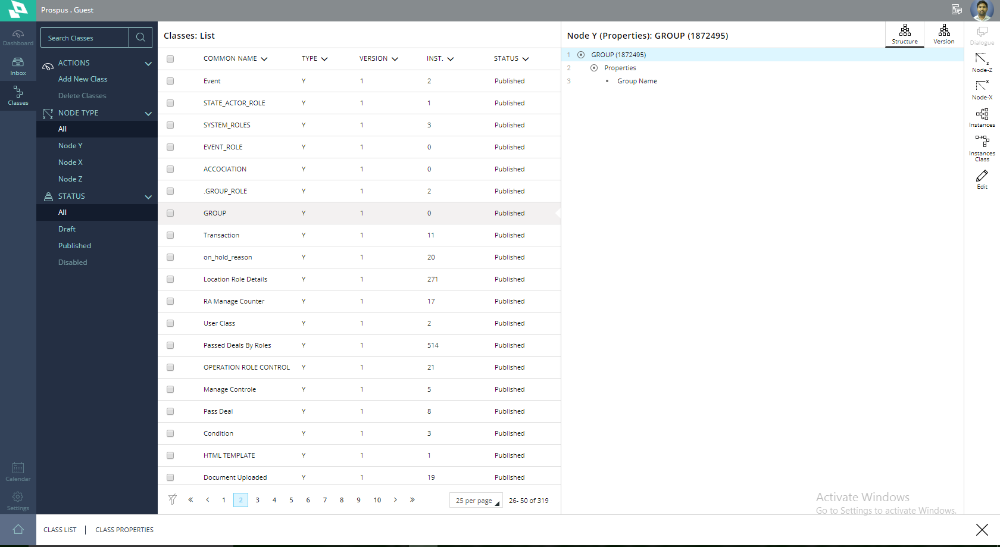 Prospus . Guest
Dashboard
Inbox
Classes
Calendar
Settings
Search Classes
ACTIONS
Add New Class
Delete Classes
NODE TYPE
All
Node Y
Node X
Node Z
STATUS
All
Draft
Published
Disabled
Classes: List
COMMON NAME TYPE VERSION INST. STATUS
Event Y 1 2 Published
STATE_ACTOR_ROLE Y 1 1 Published
SYSTEM_ROLES Y 1 3 Published
EVENT_ROLE Y 1 0 Published
ACCOCIATION Y 1 0 Published
.GROUP_ROLE Y 1 2 Published
GROUP Y 1 0 Published
Transaction Y 1 11 Published
on_hold_reason Y 1 20 Published
Location Role Details Y 1 271 Published
RA Manage Counter Y 1 17 Published
User Class Y 1 2 Published
Passed Deals By Roles Y 1 514 Published
OPERATION ROLE CONTROL Y 1 21 Published
Manage Controle Y 1 5 Published
Pass Deal Y 1 8 Published
Condition Y 1 3 Published
HTML TEMPLATE Y 1 1 Published
Document Uploaded Y 1 19 Published
« ‹ 1 2 3 4 5 6 7 8 9 10 › » 25 per page 26- 50 of 319
Node Y (Properties): GROUP (1872495)
Structure
Version
1 GROUP (1872495)
2 Properties
3 • Group Name
Dialogue
Node-Z
Node-X
Instances
Instances
Class
Edit
Activate Windows
Go to Settings to activate Windows.
CLASS LIST | CLASS PROPERTIES